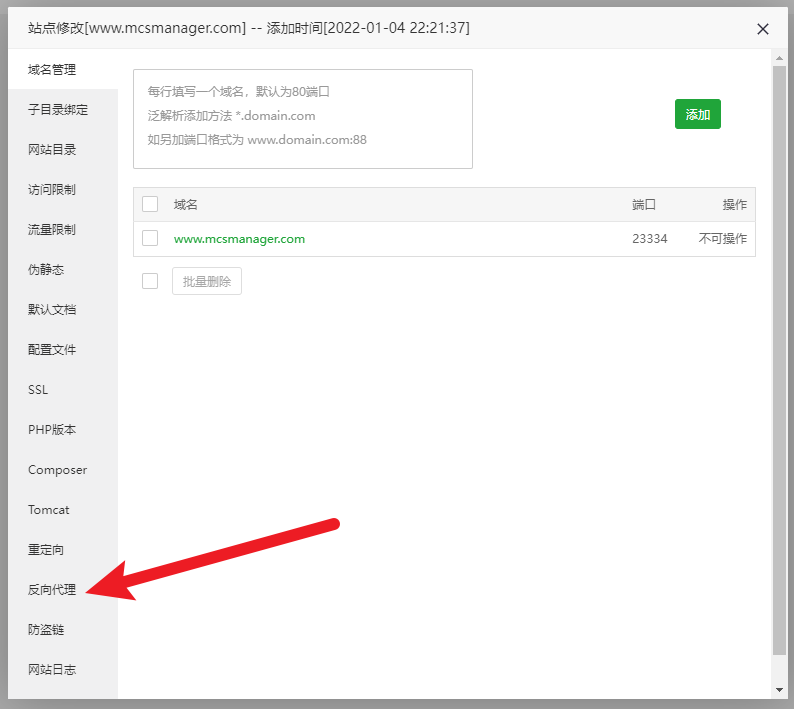 站点修改[www.mcsmanager.com] -- 添加时间[2022-01-04 22:21:37]
域名管理
子目录绑定
网站目录
访问限制
流量限制
伪静态
默认文档
配置文件
SSL
PHP版本
Composer
Tomcat
重定向
反向代理
防盗链
网站日志
每行填写一个域名，默认为80端口
泛解析添加方法 *.domain.com
如另加端口格式为 www.domain.com:88
添加
域名 端口 操作
www.mcsmanager.com 23334 不可操作
批量删除